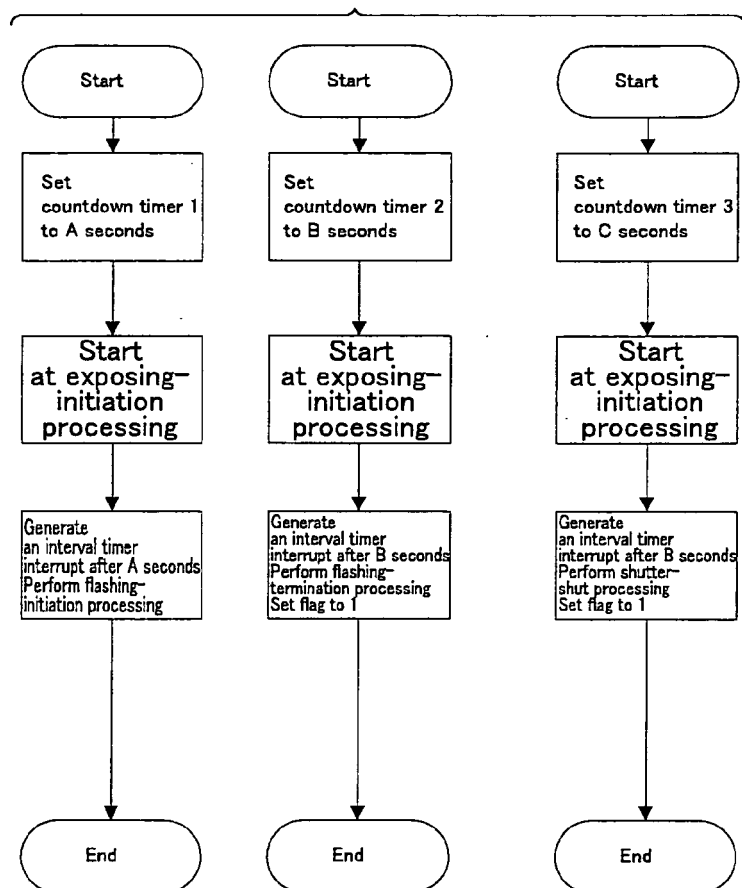 Start
Set
countdown timer 1
to A seconds
Start
at exposing-
initiation
processing
Generate
an interval timer
interrupt after A seconds
Perform flashing-
initiation processing
End
Start
Set
countdown timer 2
to B seconds
Start
at exposing-
initiation
processing
Generate
an interval timer
interrupt after B seconds
Perform flashing-
termination processing
Set flag to 1
End
Start
Set
countdown timer 3
to C seconds
Start
at exposing-
initiation
processing
Generate
an interval timer
interrupt after B seconds
Perform shutter-
shut processing
Set flag to 1
End